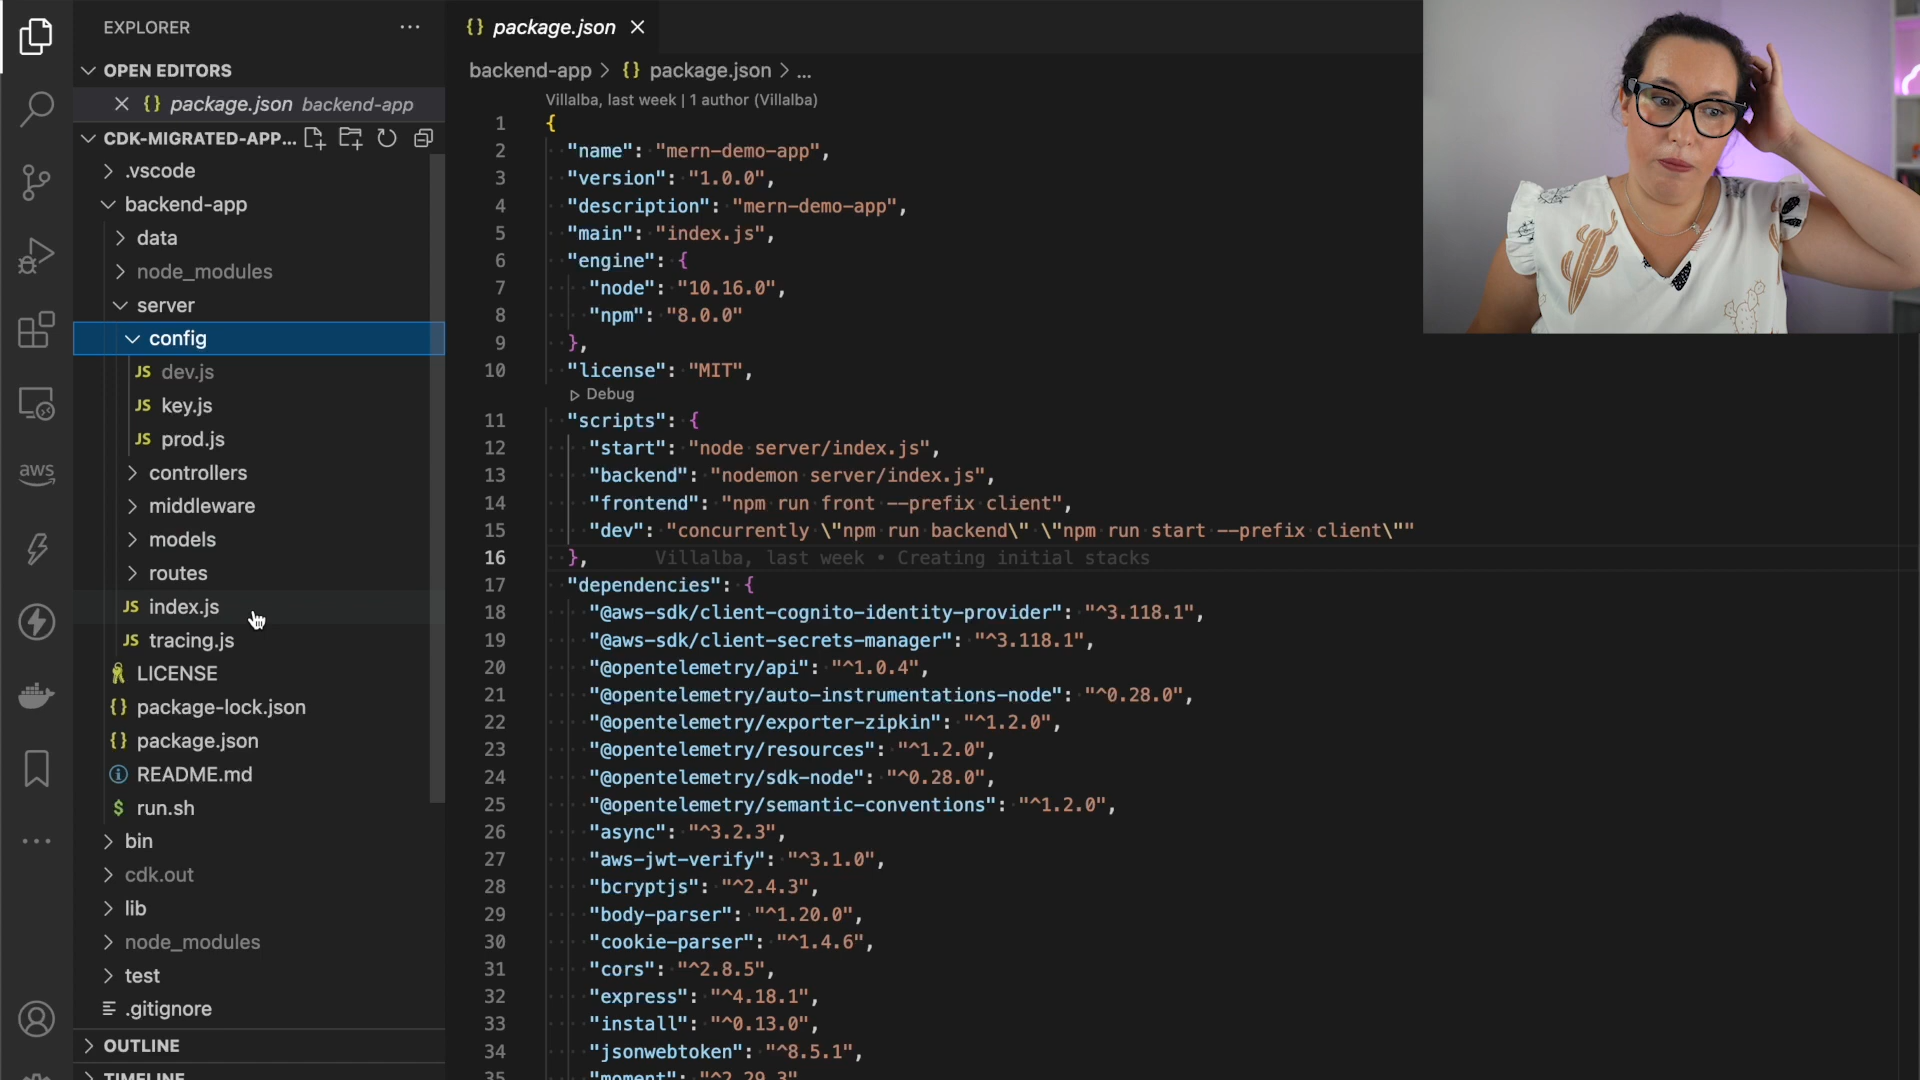 EXPLORER
OPEN EDITORS
package.json backend-app
CDK-MIGRATED-APP...
.vscode
backend-app
data
node_modules
server
config
JS dev.js
JS key.js
JS prod.js
controllers
middleware
models
routes
JS index.js
JS tracing.js
LICENSE
{} package-lock.json
{} package.json
README.md
$ run.sh
bin
cdk.out
lib
node_modules
test
.gitignore
OUTLINE
TIMELINE
aws
{} package.json
backend-app > {} package.json > ...
Villalba, last week | 1 author (Villalba)
1 {
2 "name": "mern-demo-app",
3 "version": "1.0.0",
4 "description": "mern-demo-app",
5 "main": "index.js",
6 "engine": {
7 "node": "10.16.0",
8 "npm": "8.0.0"
9 },
10 "license": "MIT",
Debug
11 "scripts": {
12 "start": "node server/index.js",
13 "backend": "nodemon server/index.js",
14 "frontend": "npm run front --prefix client",
15 "dev": "concurrently \"npm run backend\" \"npm run start --prefix client\""
16 }, Villalba, last week • Creating initial stacks
17 "dependencies": {
18 "@aws-sdk/client-cognito-identity-provider": "^3.118.1",
19 "@aws-sdk/client-secrets-manager": "^3.118.1",
20 "@opentelemetry/api": "^1.0.4",
21 "@opentelemetry/auto-instrumentations-node": "^0.28.0",
22 "@opentelemetry/exporter-zipkin": "^1.2.0",
23 "@opentelemetry/resources": "^1.2.0",
24 "@opentelemetry/sdk-node": "^0.28.0",
25 "@opentelemetry/semantic-conventions": "^1.2.0",
26 "async": "^3.2.3",
27 "aws-jwt-verify": "^3.1.0",
28 "bcryptjs": "^2.4.3",
29 "body-parser": "^1.20.0",
30 "cookie-parser": "^1.4.6",
31 "cors": "^2.8.5",
32 "express": "^4.18.1",
33 "install": "^0.13.0",
34 "jsonwebtoken": "^8.5.1",
35 "moment": "^2.29.3"